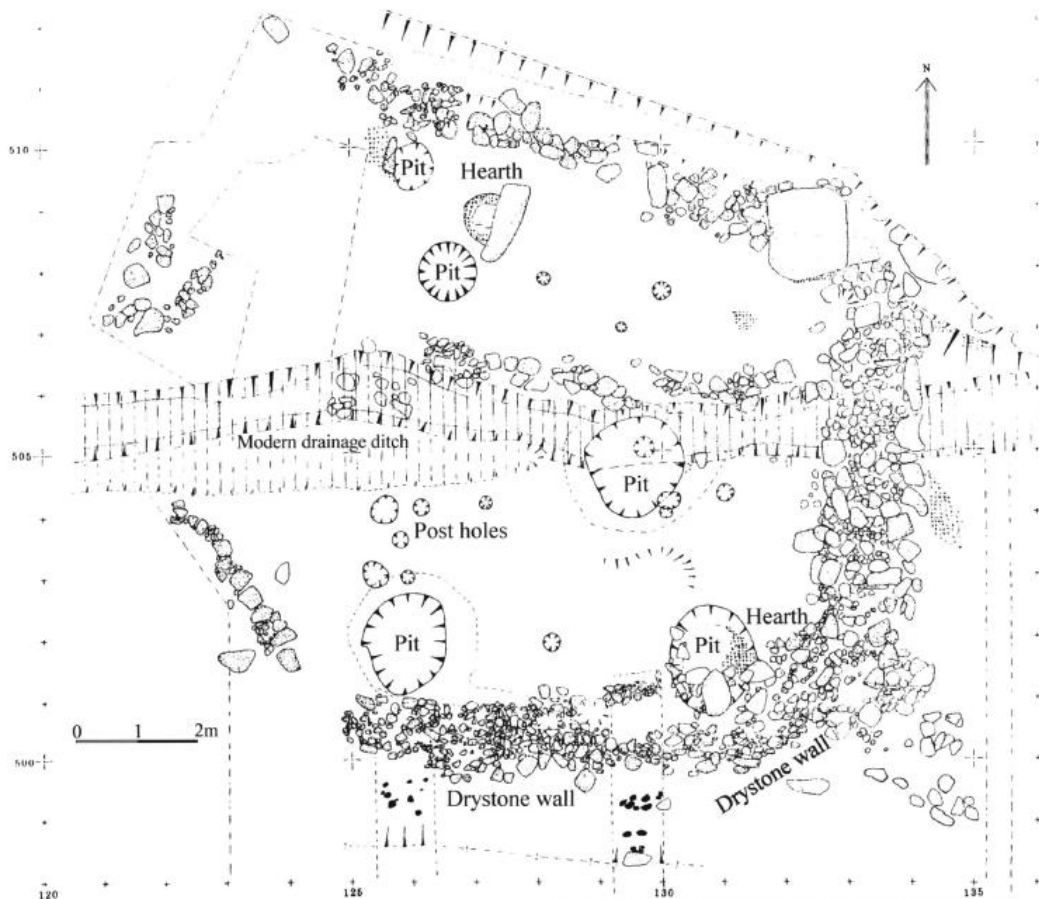 N
510
Pit
Hearth
Pit
Modern drainage ditch
505
Pit
Post holes
Hearth
Pit
Pit
0 1 2m
500
Drystone wall
Drystone wall
120
125
130
135